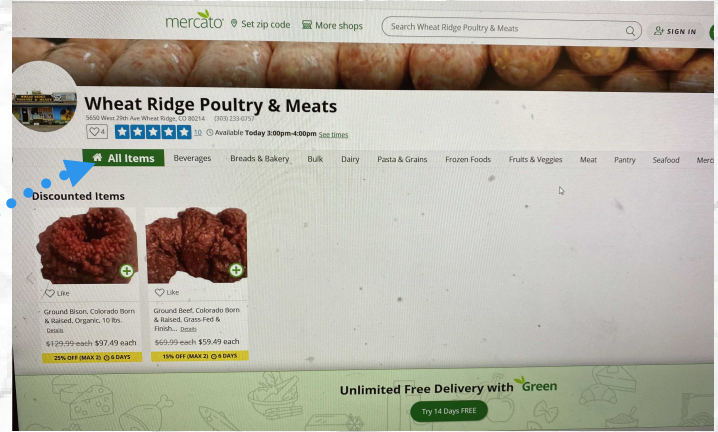 mercato
Set zip code
More shops
Search Wheat Ridge Poultry & Meats
SIGN IN
Wheat Ridge Poultry & Meats
5650 West 29th Ave Wheat Ridge, CO 80214 (303) 233-0757
4
10
Available Today 3:00pm-4:00pm See times
All Items
Beverages
Breads & Bakery
Bulk
Dairy
Pasta & Grains
Frozen Foods
Fruits & Veggies
Meat
Pantry
Seafood
Discounted Items
Like
Ground Bison, Colorado Born
& Raised, Organic, 10 lbs.
Details
$129.99 each $97.49 each
25% OFF (MAX 2) 6 DAYS
Like
Ground Beef, Colorado Born
& Raised, Grass-Fed &
Finish... Details
$69.99 each $59.49 each
15% OFF (MAX 2) 6 DAYS
Unlimited Free Delivery with Green
Try 14 Days FREE